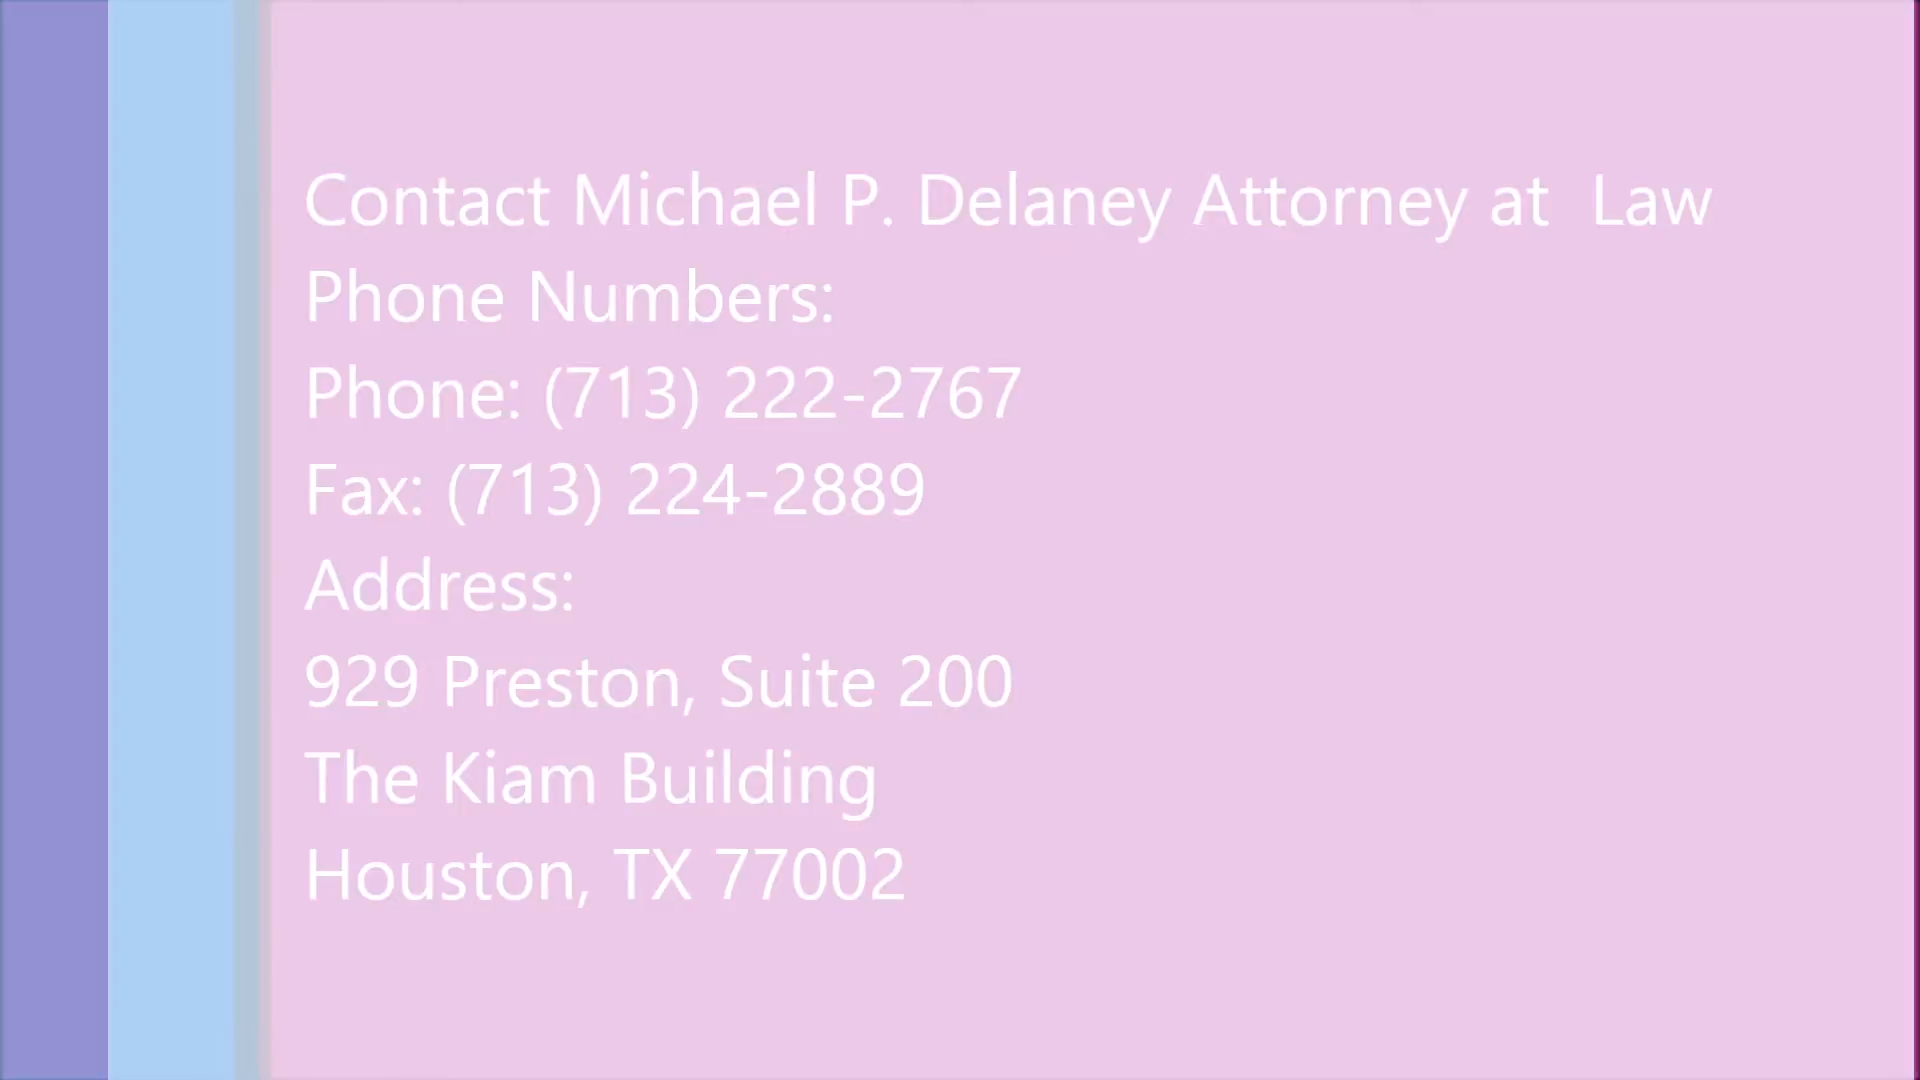 Contact Michael P. Delaney Attorney at  Law
Phone Numbers:
Phone: (713) 222-2767
Fax: (713) 224-2889
Address:
929 Preston, Suite 200
The Kiam Building
Houston, TX 77002